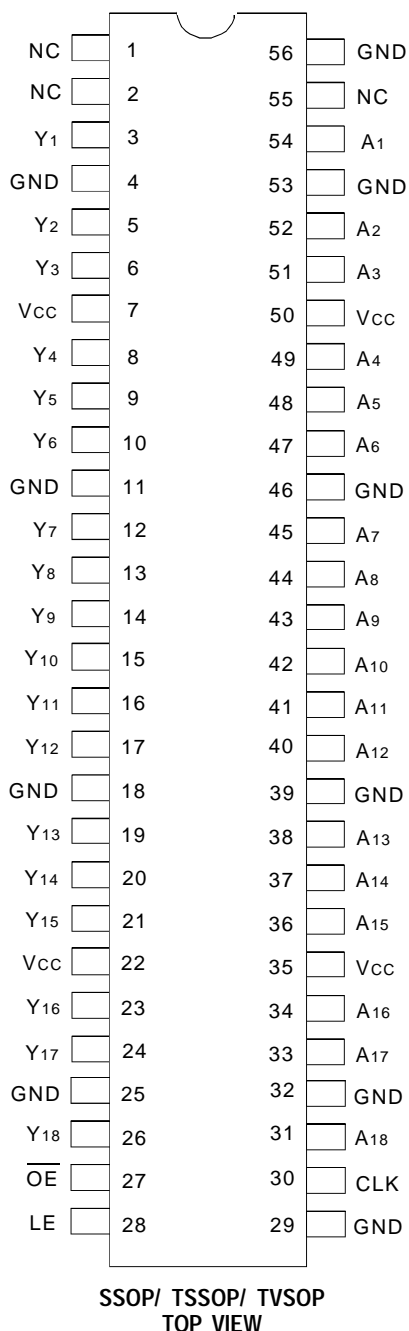 NC 1 56 GND
NC 2 55 NC
Y1 3 54 A1
GND 4 53 GND
Y2 5 52 A2
Y3 6 51 A3
VCC 7 50 VCC
Y4 8 49 A4
Y5 9 48 A5
Y6 10 47 A6
GND 11 46 GND
Y7 12 45 A7
Y8 13 44 A8
Y9 14 43 A9
Y10 15 42 A10
Y11 16 41 A11
Y12 17 40 A12
GND 18 39 GND
Y13 19 38 A13
Y14 20 37 A14
Y15 21 36 A15
VCC 22 35 VCC
Y16 23 34 A16
Y17 24 33 A17
GND 25 32 GND
Y18 26 31 A18
O̅E̅ 27 30 CLK
LE 28 29 GND
SSOP/ TSSOP/ TVSOP
TOP VIEW